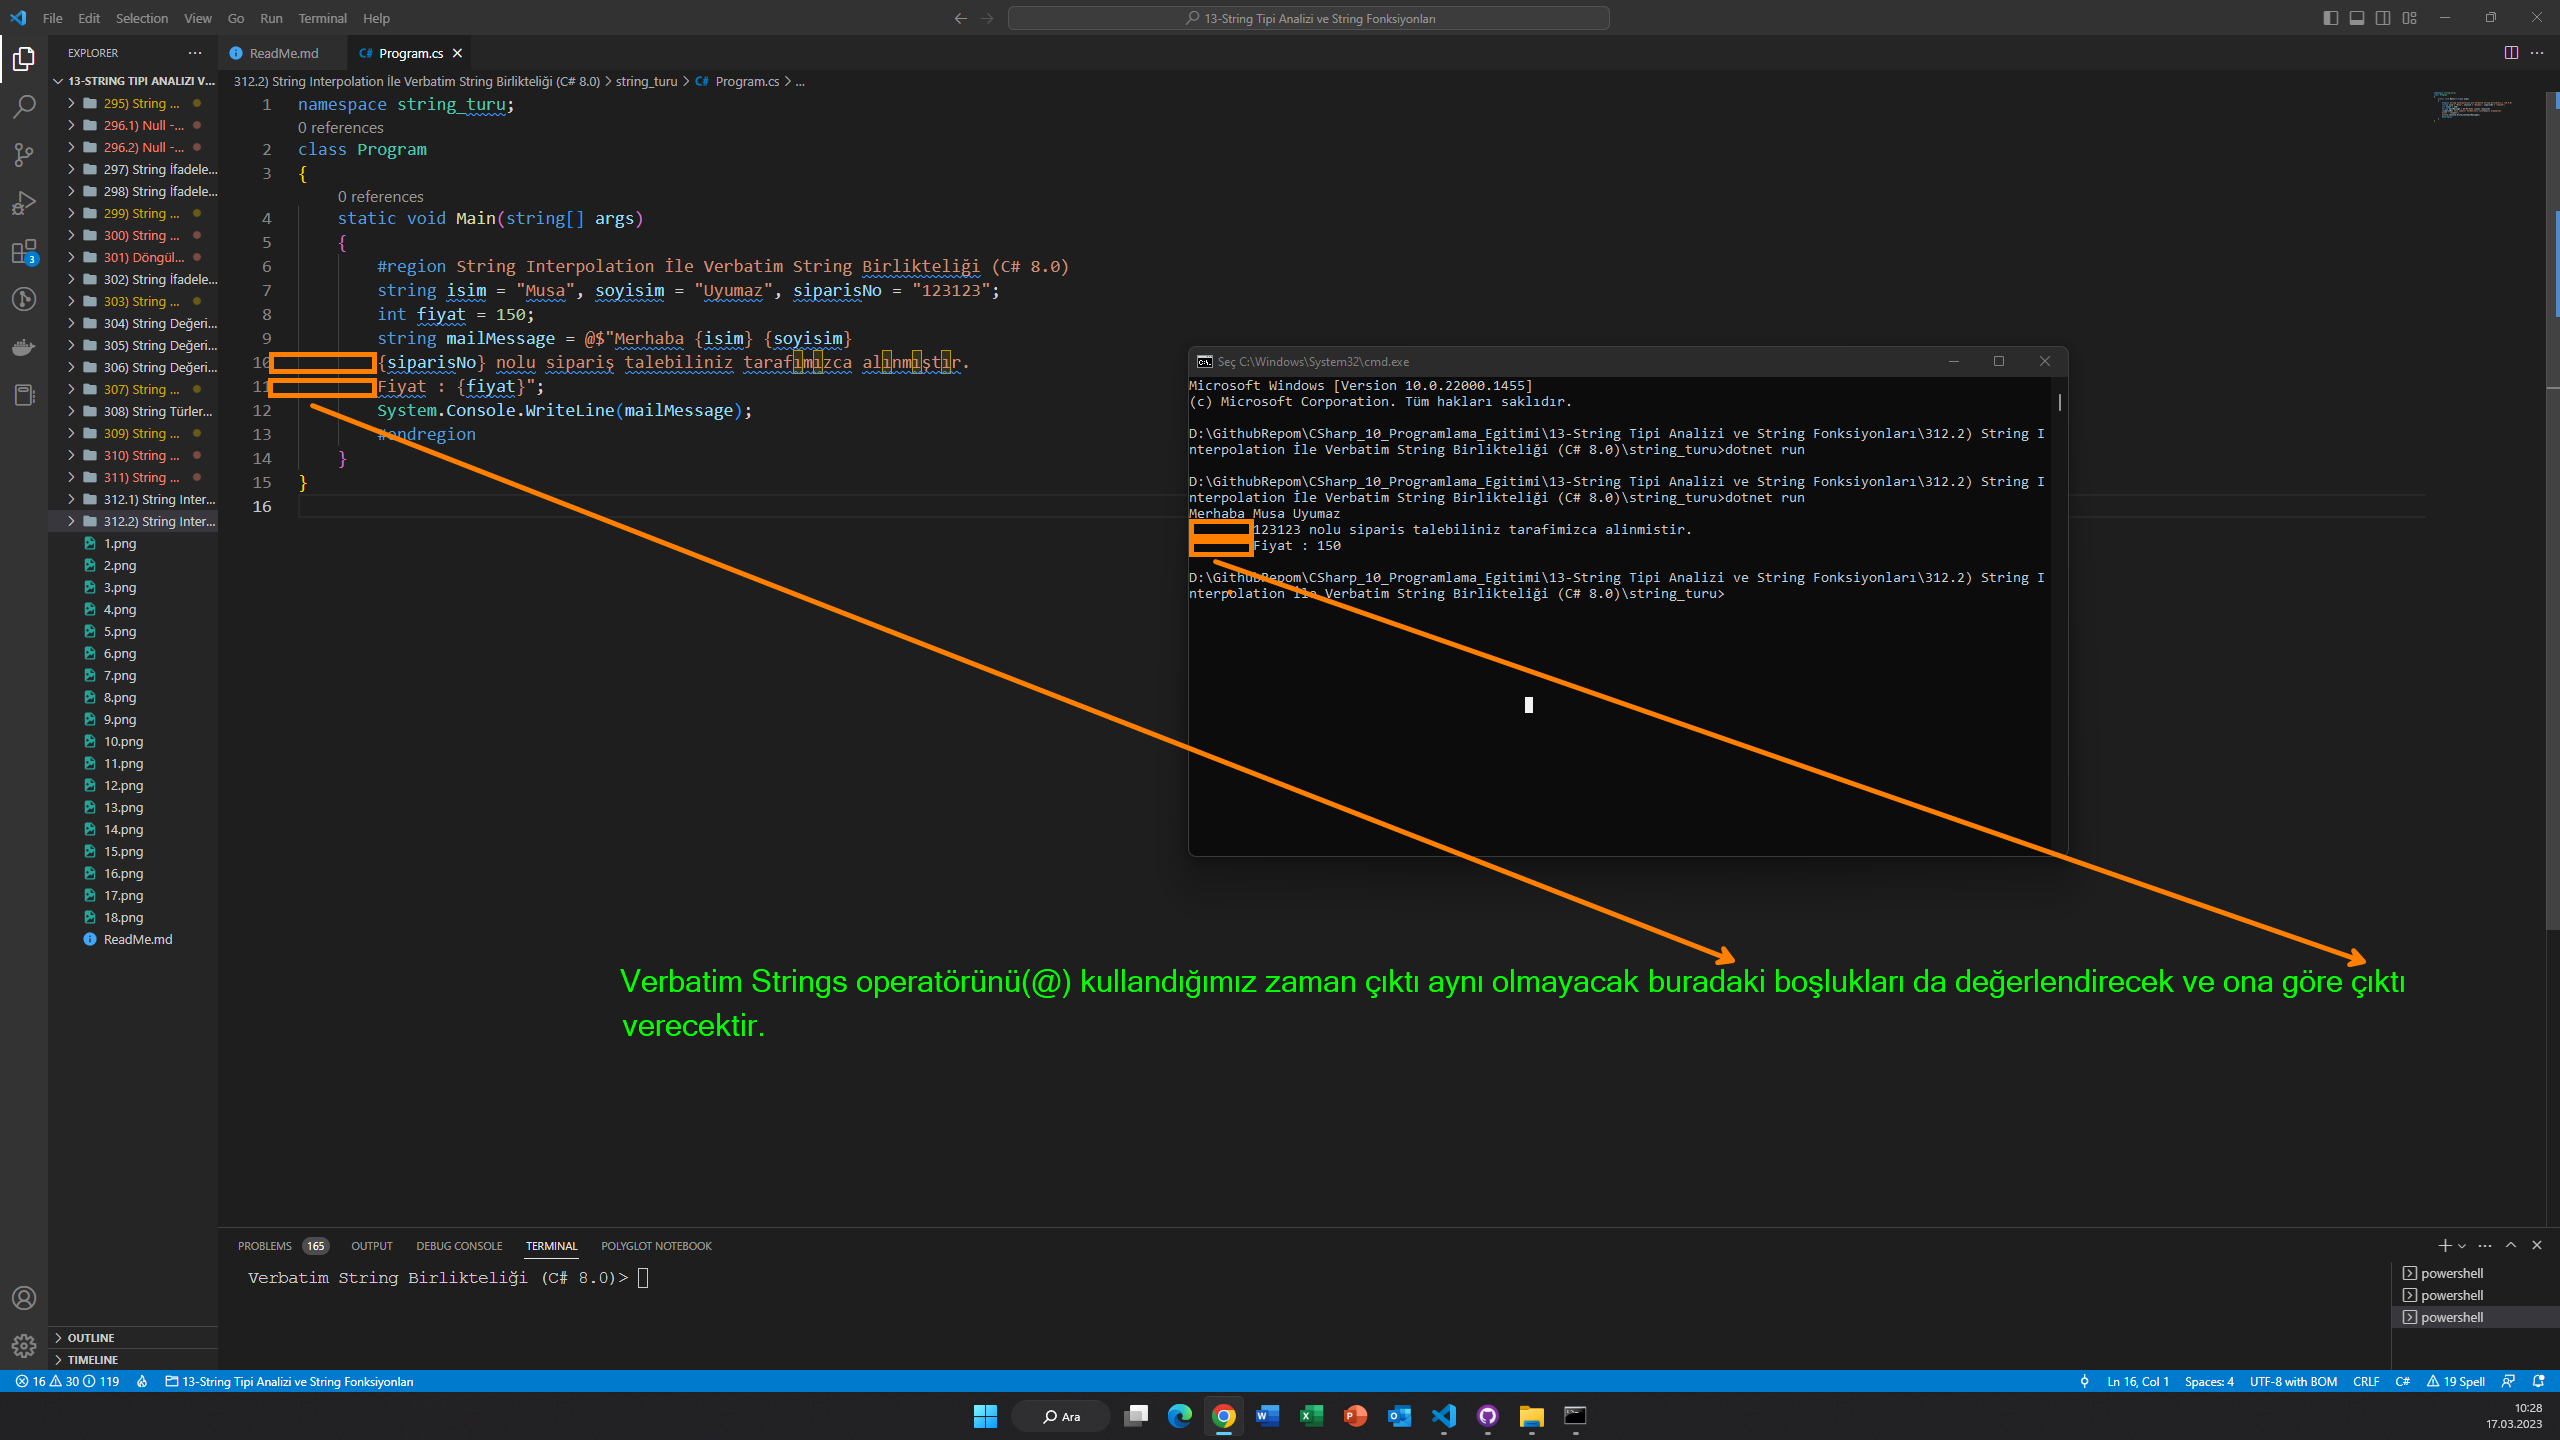 File Edit Selection View Go Run Terminal Help
13-String Tipi Analizi ve String Fonksiyonları
EXPLORER
13-STRING TIPI ANALIZI V...
295) String ...
296.1) Null -...
296.2) Null -...
297) String İfadele...
298) String İfadele...
299) String ...
300) String ...
301) Döngül...
302) String İfadele...
303) String ...
304) String Değeri...
305) String Değeri...
306) String Değeri...
307) String ...
308) String Türler...
309) String ...
310) String ...
311) String ...
312.1) String Inter...
312.2) String Inter...
1.png
2.png
3.png
4.png
5.png
6.png
7.png
8.png
9.png
10.png
11.png
12.png
13.png
14.png
15.png
16.png
17.png
18.png
ReadMe.md
OUTLINE
TIMELINE
3
ReadMe.md
C# Program.cs
312.2) String Interpolation İle Verbatim String Birlikteliği (C# 8.0) > string_turu > C# Program.cs > ...
1 namespace string_turu;
0 references
2 class Program
3 {
0 references
4 static void Main(string[] args)
5 {
6 #region String Interpolation İle Verbatim String Birlikteliği (C# 8.0)
7 string isim = "Musa", soyisim = "Uyumaz", siparisNo = "123123";
8 int fiyat = 150;
9 string mailMessage = @$"Merhaba {isim} {soyisim}
10 {siparisNo} nolu sipariş talebiliniz tarafımızca alınmıştır.
11 Fiyat : {fiyat}";
12 System.Console.WriteLine(mailMessage);
13 #endregion
14 }
15 }
16
Seç C:\Windows\System32\cmd.exe
Microsoft Windows [Version 10.0.22000.1455]
(c) Microsoft Corporation. Tüm hakları saklıdır.
D:\GithubRepom\CSharp_10_Programlama_Egitimi\13-String Tipi Analizi ve String Fonksiyonları\312.2) String I
nterpolation İle Verbatim String Birlikteliği (C# 8.0)\string_turu>dotnet run
D:\GithubRepom\CSharp_10_Programlama_Egitimi\13-String Tipi Analizi ve String Fonksiyonları\312.2) String I
nterpolation İle Verbatim String Birlikteliği (C# 8.0)\string_turu>dotnet run
Merhaba Musa Uyumaz
123123 nolu siparis talebiliniz tarafimizca alinmistir.
Fiyat : 150
D:\GithubRepom\CSharp_10_Programlama_Egitimi\13-String Tipi Analizi ve String Fonksiyonları\312.2) String I
nterpolation İle Verbatim String Birlikteliği (C# 8.0)\string_turu>
Verbatim Strings operatörünü(@) kullandığımız zaman çıktı aynı olmayacak buradaki boşlukları da değerlendirecek ve ona göre çıktı
verecektir.
PROBLEMS 165 OUTPUT DEBUG CONSOLE TERMINAL POLYGLOT NOTEBOOK
Verbatim String Birlikteliği (C# 8.0)>
powershell
powershell
powershell
16 30 119 13-String Tipi Analizi ve String Fonksiyonları
Ln 16, Col 1 Spaces: 4 UTF-8 with BOM CRLF C# 19 Spell
Ara
10:28
17.03.2023